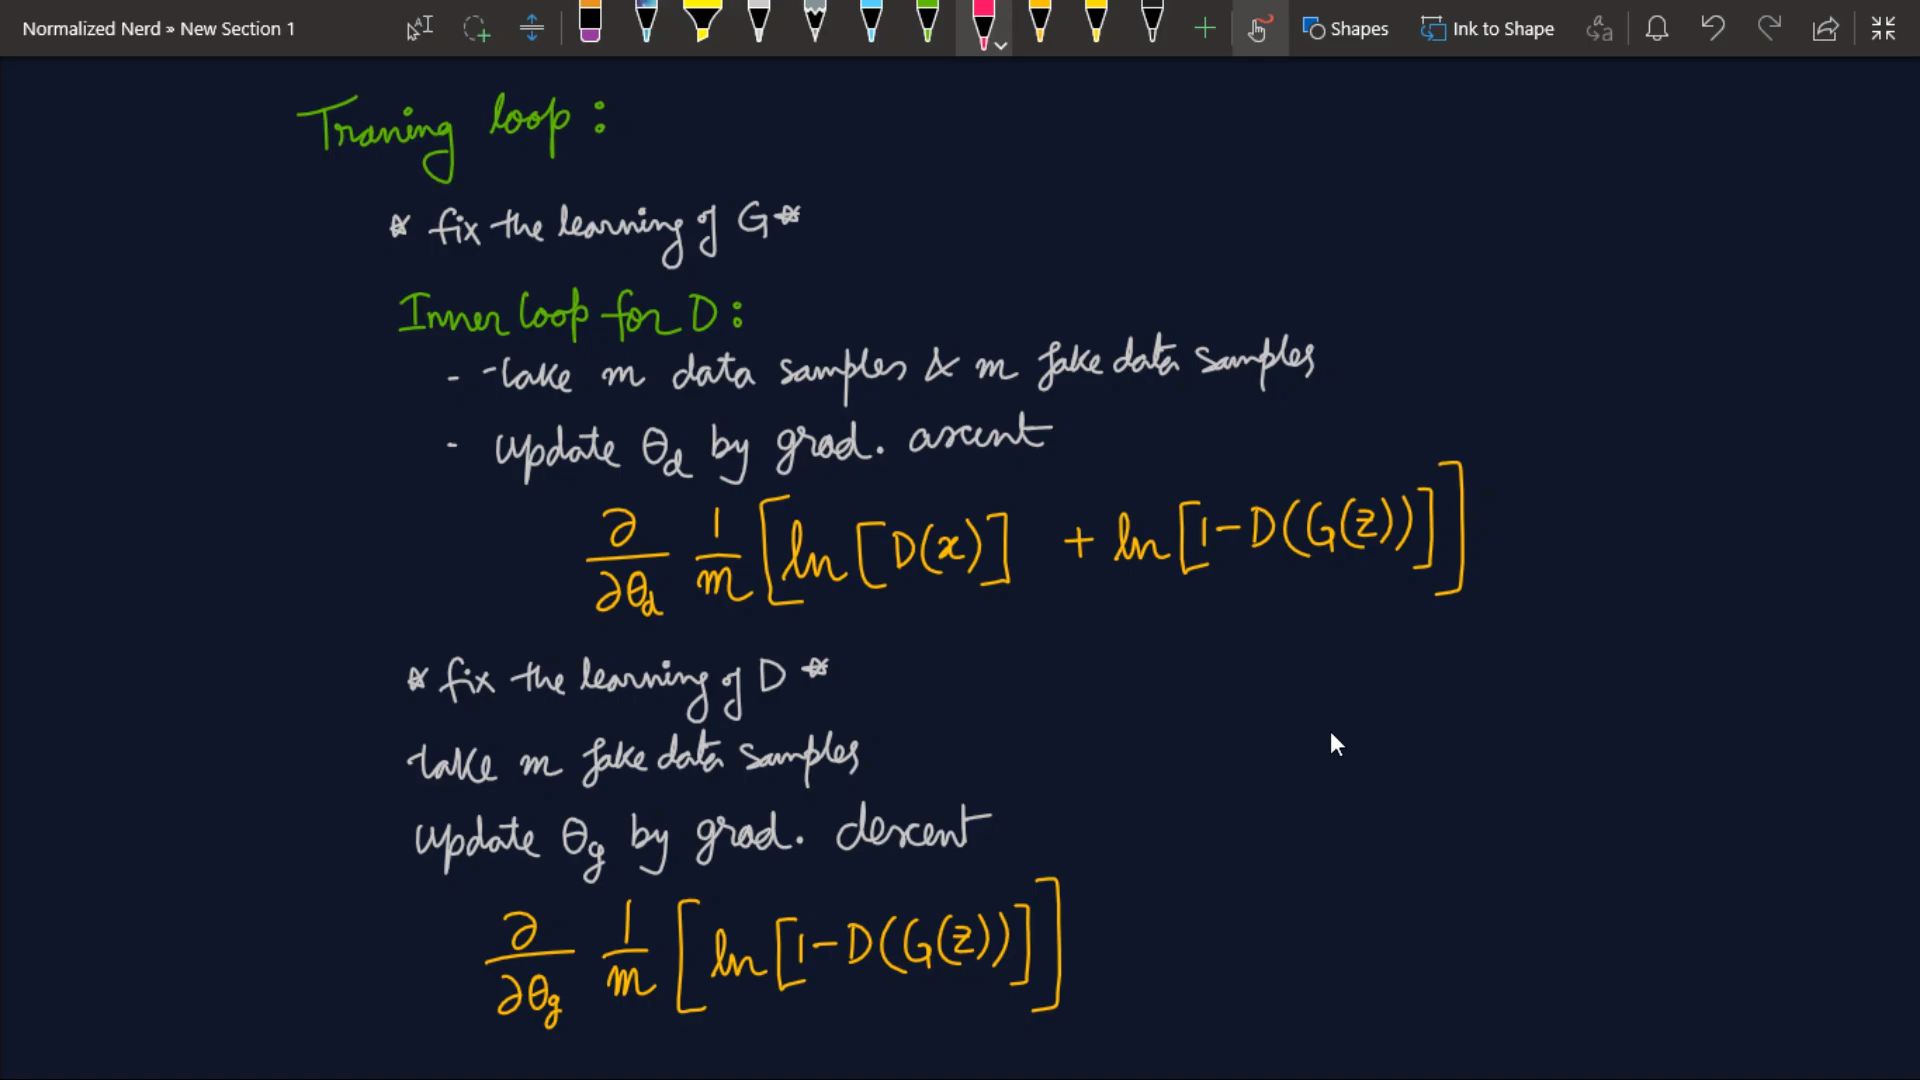 Normalized Nerd » New Section 1
Shapes
Ink to Shape
Traning loop :
* fix the learning of G *
Inner loop for D :
- take m data samples & m fake data samples
- update θd by grad. ascent
∂/∂θd 1/m [ln [D(x)] + ln [1-D(G(z))]]
* fix the learning of D *
take m fake data samples
update θg by grad. descent
∂/∂θg 1/m [ln [1-D(G(z))]]